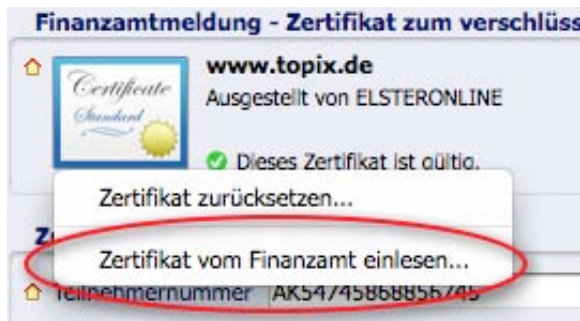 Finanzamtmeldung - Zertifikat zum verschlüss
Certificate
Standard
www.topix.de
Ausgestellt von ELSTERONLINE
Dieses Zertifikat ist gültig.
Zertifikat zurücksetzen...
Z
Zertifikat vom Finanzamt einlesen...
Teilnehmernummer AK54745868856745